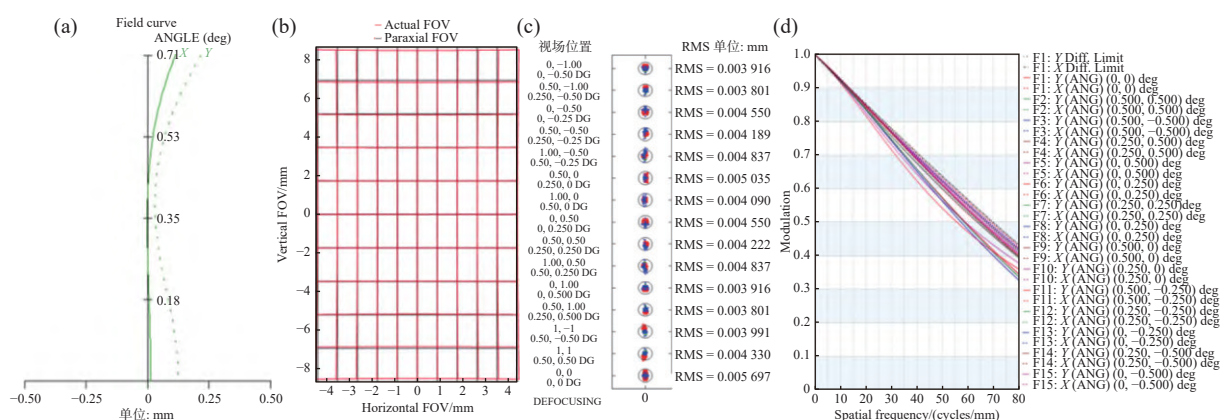 (a)
Field curve
ANGLE (deg)
0.71
X
Y
0.53
0.35
0.18
−0.50
−0.25
0
0.25
0.50
单位: mm
(b)
Actual FOV
Paraxial FOV
Vertical FOV/mm
8
6
4
2
0
−2
−4
−6
−8
−4 −3 −2 −1 0 1 2 3 4
Horizontal FOV/mm
(c)
视场位置
RMS 单位: mm
0, −1.00
0, −0.50 DG
RMS = 0.003 916
0.50, −1.00
0.250, −0.50 DG
RMS = 0.003 801
0, −0.50
0, −0.25 DG
RMS = 0.004 550
0.50, −0.50
0.250, −0.25 DG
RMS = 0.004 189
1.00, −0.50
0.50, −0.25 DG
RMS = 0.004 837
0.50, 0
0.250, 0 DG
RMS = 0.005 035
1.00, 0
0.50, 0 DG
RMS = 0.004 090
0, 0.50
0, 0.250 DG
RMS = 0.004 550
0.50, 0.50
0.250, 0.250 DG
RMS = 0.004 222
1.00, 0.50
0.50, 0.250 DG
RMS = 0.004 837
0, 1.00
0, 0.500 DG
RMS = 0.003 916
0.50, 1.00
0.250, 0.500 DG
RMS = 0.003 801
1, −1
0.50, −0.50 DG
RMS = 0.003 991
1, 1
0.50, 0.50 DG
RMS = 0.004 330
0, 0
0, 0 DG
RMS = 0.005 697
DEFOCUSING
0
(d)
Modulation
1.0
0.9
0.8
0.7
0.6
0.5
0.4
0.3
0.2
0.1
0 10 20 30 40 50 60 70 80
Spatial frequency/(cycles/mm)
F1: Y Diff. Limit
F1: X Diff. Limit
F1: Y (ANG) (0, 0) deg
F1: X (ANG) (0, 0) deg
F2: Y (ANG) (0.500, 0.500) deg
F2: X (ANG) (0.500, 0.500) deg
F3: Y (ANG) (0.500, −0.500) deg
F3: X (ANG) (0.500, −0.500) deg
F4: Y (ANG) (0.250, 0.500) deg
F4: X (ANG) (0.250, 0.500) deg
F5: Y (ANG) (0, 0.500) deg
F5: X (ANG) (0, 0.500) deg
F6: Y (ANG) (0, 0.250) deg
F6: X (ANG) (0, 0.250) deg
F7: Y (ANG) (0.250, 0.250) deg
F7: X (ANG) (0.250, 0.250) deg
F8: Y (ANG) (0, 0.250) deg
F8: X (ANG) (0, 0.250) deg
F9: Y (ANG) (0.500, 0) deg
F9: X (ANG) (0.500, 0) deg
F10: Y (ANG) (0.250, 0) deg
F10: X (ANG) (0.250, 0) deg
F11: Y (ANG) (0.500, −0.250) deg
F11: X (ANG) (0.500, −0.250) deg
F12: Y (ANG) (0.250, −0.250) deg
F12: X (ANG) (0.250, −0.250) deg
F13: Y (ANG) (0, −0.250) deg
F13: X (ANG) (0, −0.250) deg
F14: Y (ANG) (0.250, −0.500 deg
F14: X (ANG) (0.250, −0.500) deg
F15: Y (ANG) (0, −0.500) deg
F15: X (ANG) (0, −0.500) deg